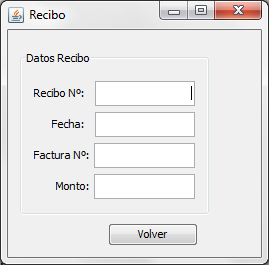 Recibo
Datos Recibo
Recibo Nº:
Fecha:
Factura Nº:
Monto:
Volver